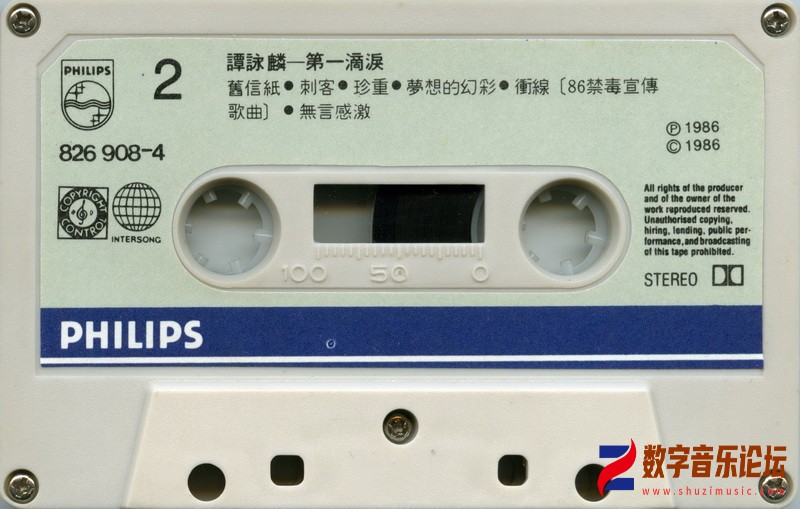 PHILIPS
2
譚詠麟—第一滴淚
舊信紙●刺客●珍重●夢想的幻彩●衝線〔86禁毒宣傳
歌曲〕●無言感激
826 908-4
Ⓟ 1986
© 1986
COPYRIGHT CONTROL
INTERSONG
All rights of the producer
and of the owner of the
work reproduced reserved.
Unauthorised copying,
hiring, lending, public per-
formance, and broadcasting
of this tape prohibited.
STEREO
100 50 0
PHILIPS
数字音乐论坛
www.shuzimusic.com